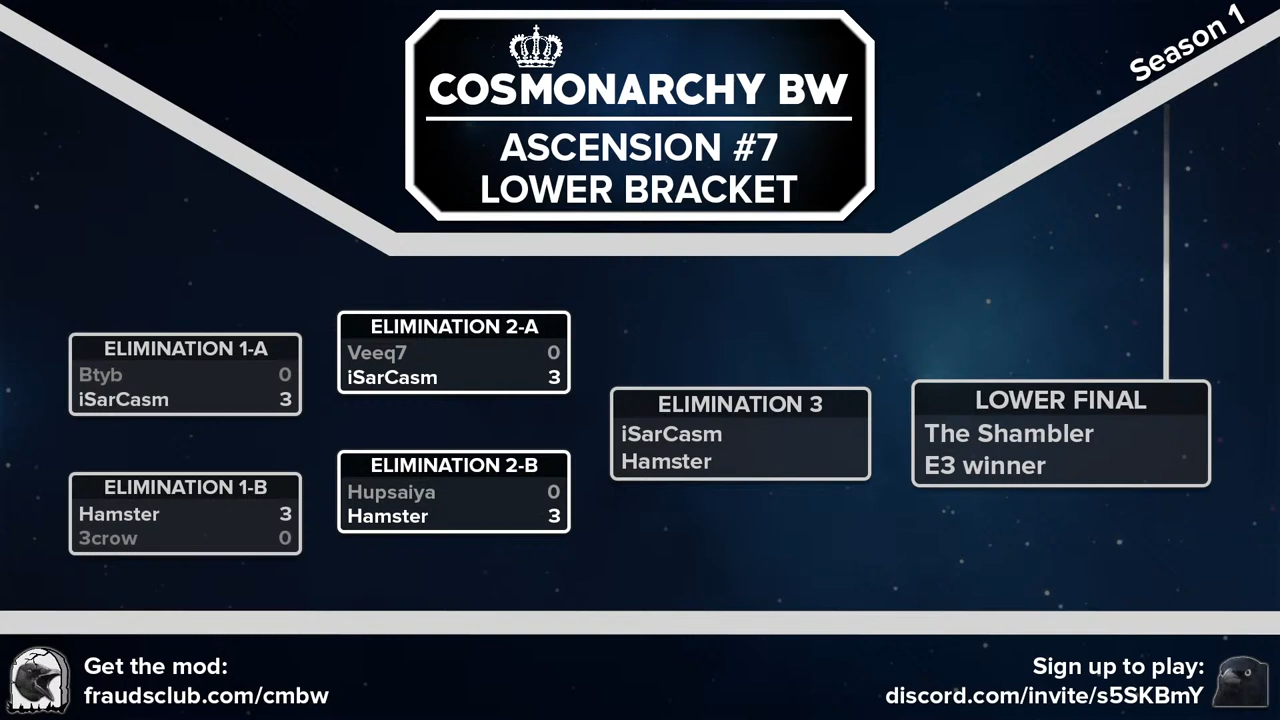 Season 1
COSMONARCHY BW
ASCENSION #7
LOWER BRACKET
ELIMINATION 1-A
Btyb 0
iSarCasm 3
ELIMINATION 1-B
Hamster 3
3crow 0
ELIMINATION 2-A
Veeq7 0
iSarCasm 3
ELIMINATION 2-B
Hupsaiya 0
Hamster 3
ELIMINATION 3
iSarCasm
Hamster
LOWER FINAL
The Shambler
E3 winner
Get the mod:
fraudsclub.com/cmbw
Sign up to play:
discord.com/invite/s5SKBmY